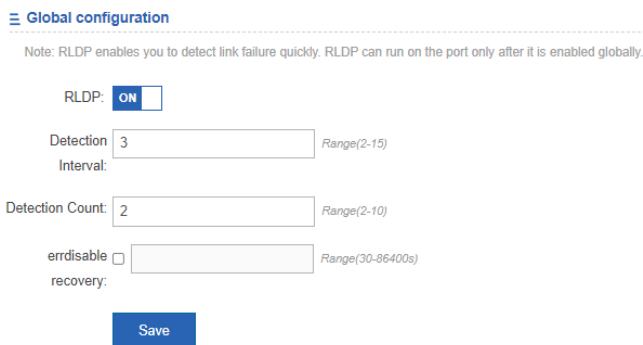 Global configuration
Note: RLDP enables you to detect link failure quickly. RLDP can run on the port only after it is enabled globally.
RLDP: ON
Detection Interval: 3 Range(2-15)
Detection Count: 2 Range(2-10)
errdisable recovery: Range(30-86400s)
Save